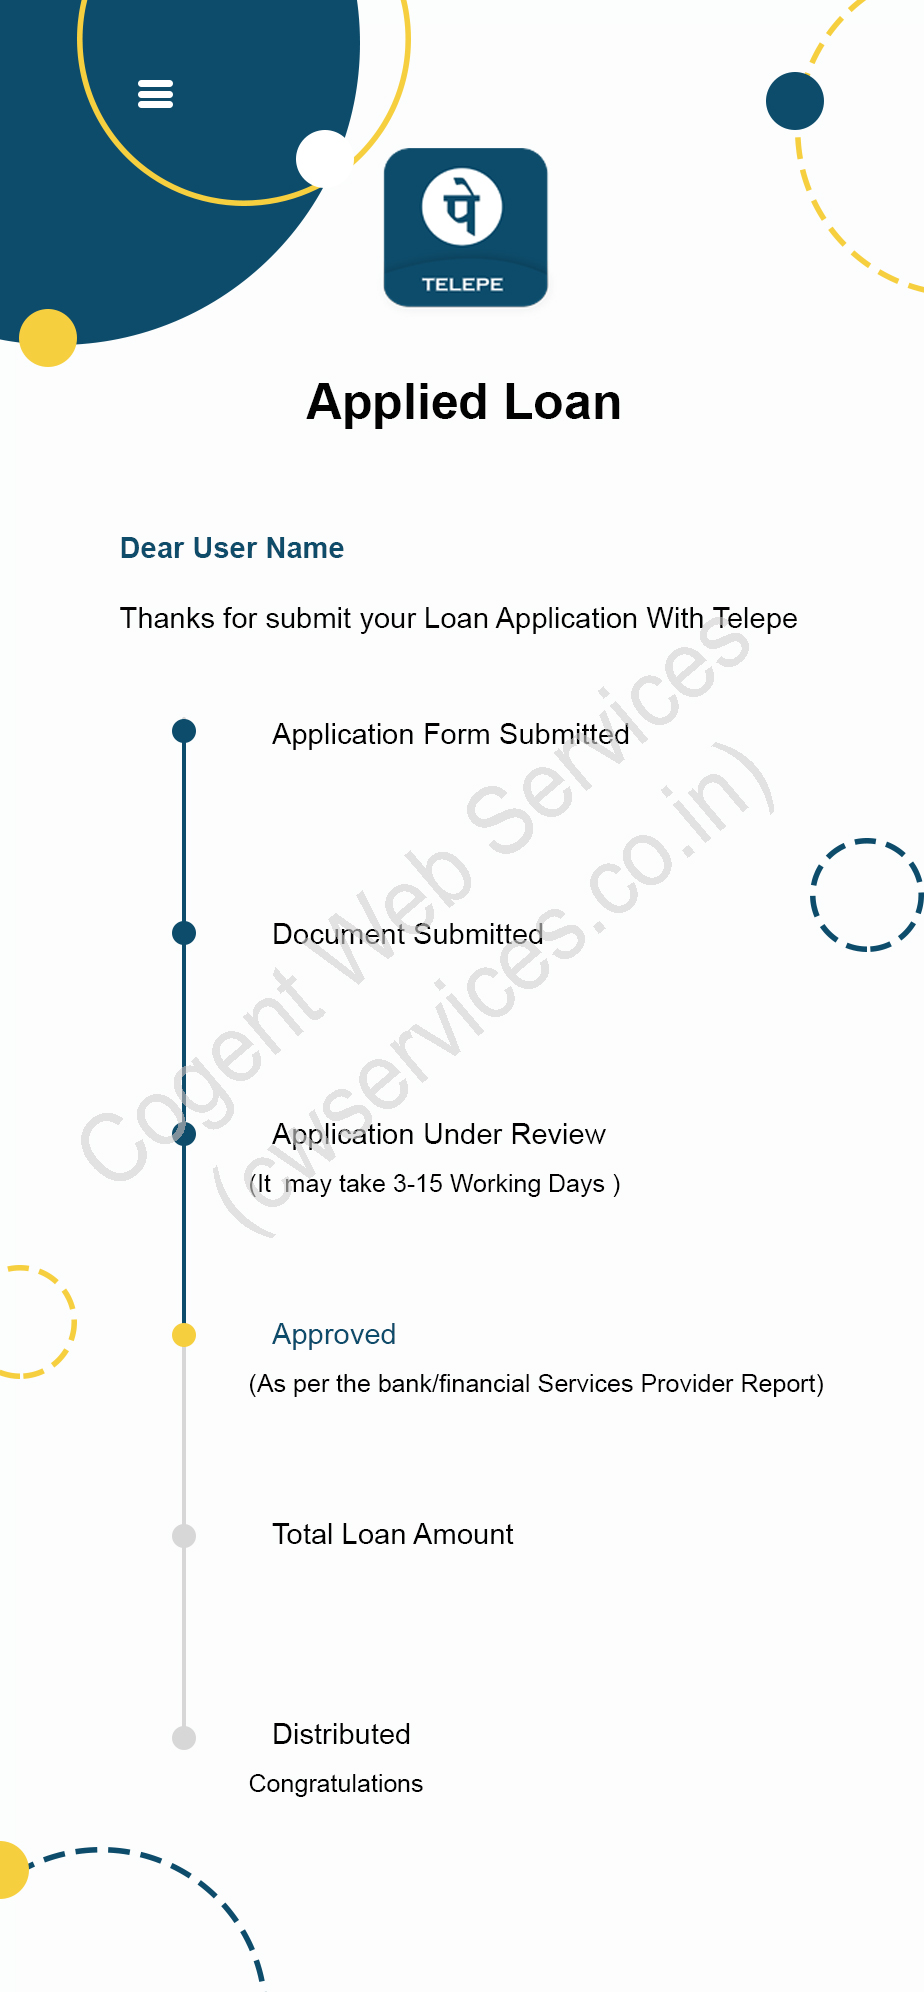 पे
TELEPE
Applied Loan
Dear User Name
Thanks for submit your Loan Application With Telepe
Application Form Submitted
Document Submitted
Application Under Review
(It  may take 3-15 Working Days )
Approved
(As per the bank/financial Services Provider Report)
Total Loan Amount
Distributed
Congratulations
Cogent Web Services
(cwservices.co.in)